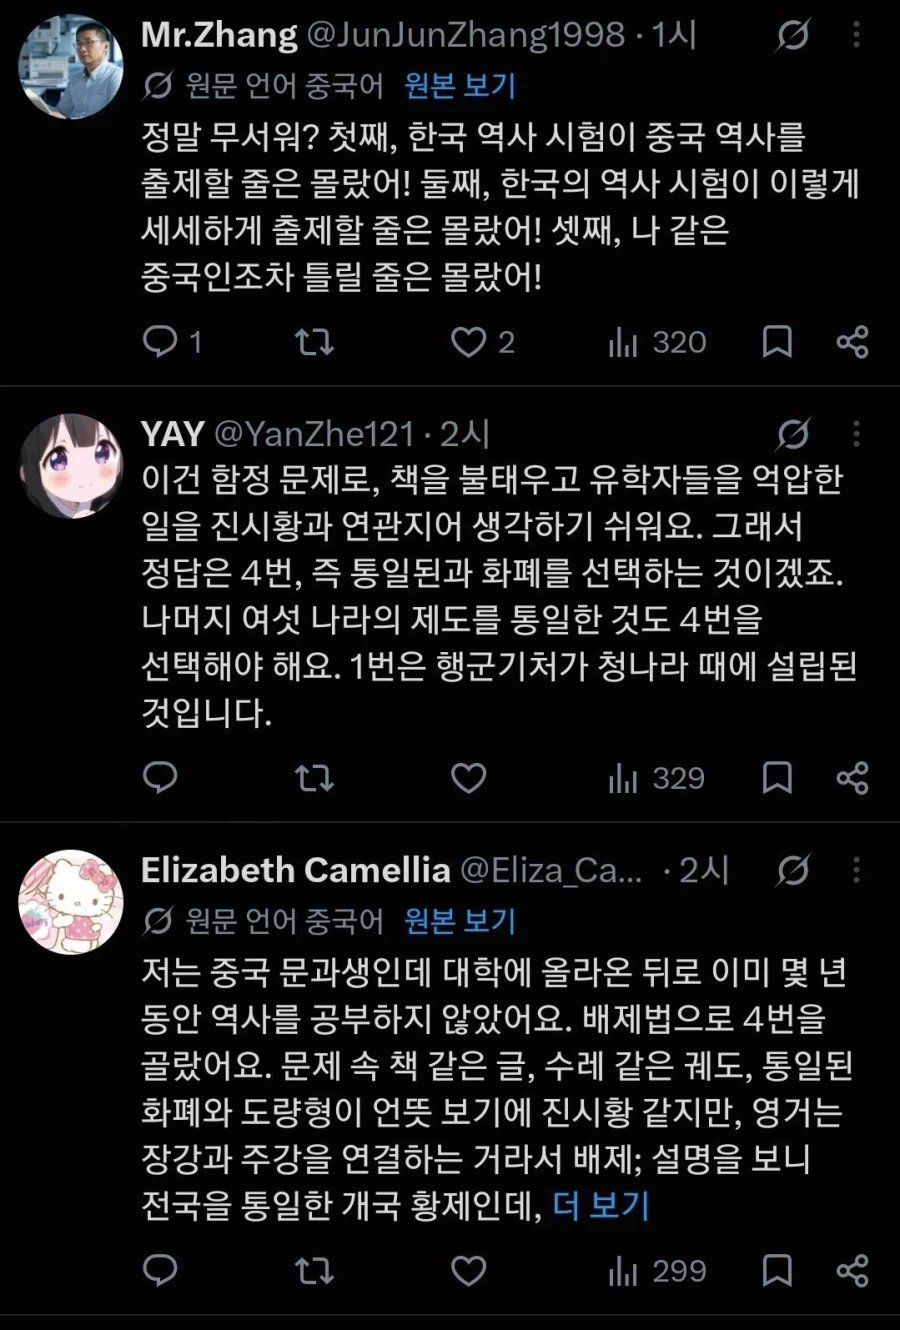 Mr.Zhang @JunJunZhang1998 · 1시
원문 언어 중국어 원본 보기
정말 무서워? 첫째, 한국 역사 시험이 중국 역사를
출제할 줄은 몰랐어! 둘째, 한국의 역사 시험이 이렇게
세세하게 출제할 줄은 몰랐어! 셋째, 나 같은
중국인조차 틀릴 줄은 몰랐어!
1 2 320
YAY @YanZhe121 · 2시
이건 함정 문제로, 책을 불태우고 유학자들을 억압한
일을 진시황과 연관지어 생각하기 쉬워요. 그래서
정답은 4번, 즉 통일된과 화폐를 선택하는 것이겠죠.
나머지 여섯 나라의 제도를 통일한 것도 4번을
선택해야 해요. 1번은 행군기처가 청나라 때에 설립된
것입니다.
329
Elizabeth Camellia @Eliza_Ca... · 2시
원문 언어 중국어 원본 보기
저는 중국 문과생인데 대학에 올라온 뒤로 이미 몇 년
동안 역사를 공부하지 않았어요. 배제법으로 4번을
골랐어요. 문제 속 책 같은 글, 수레 같은 궤도, 통일된
화폐와 도량형이 언뜻 보기에 진시황 같지만, 영거는
장강과 주강을 연결하는 거라서 배제; 설명을 보니
전국을 통일한 개국 황제인데, 더 보기
299